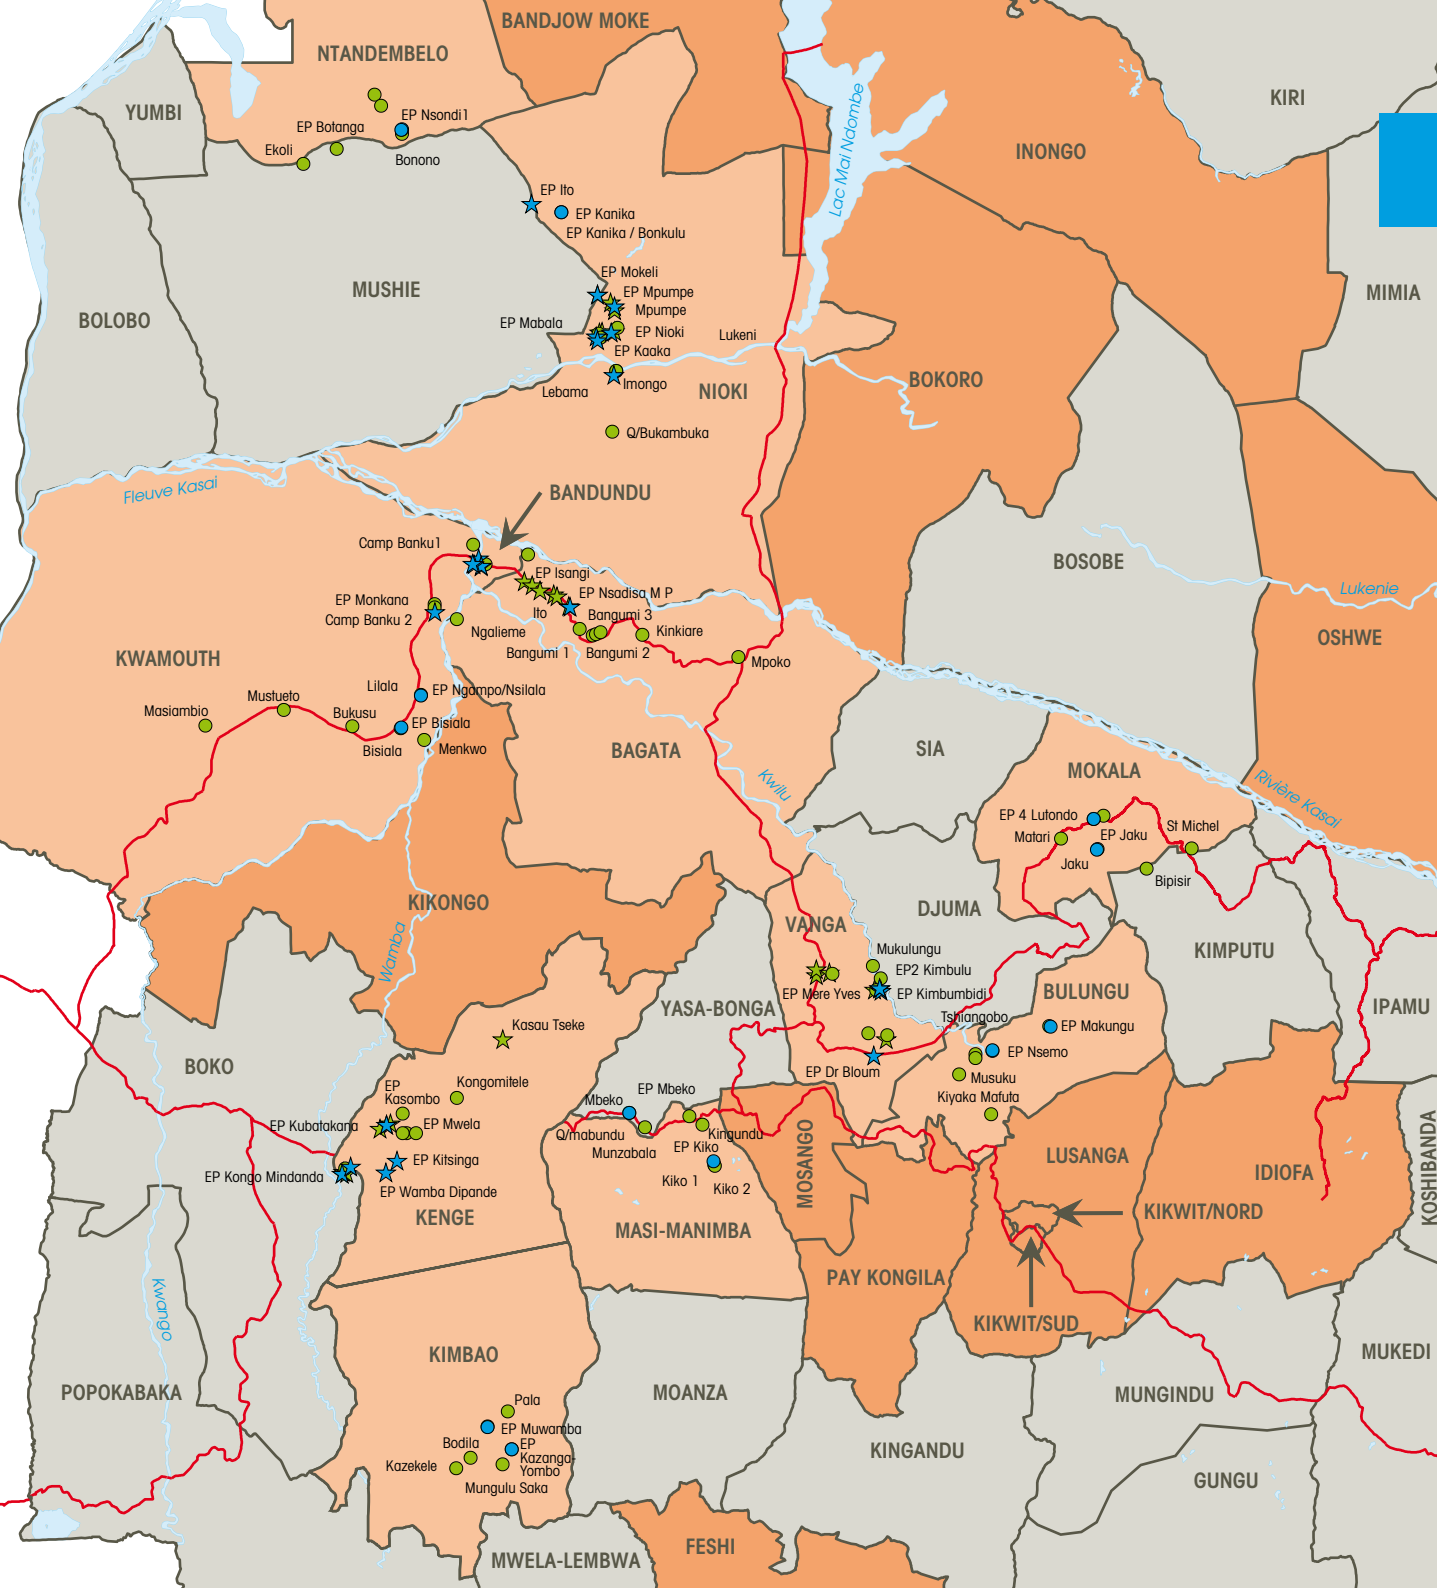 BANDJOW MOKE
NTANDEMBELO
YUMBI
KIRI
Lac Mai Ndombe
EP Nsondi1
EP Botanga
Ekoli
Bonono
INONGO
EP Ito
EP Kanika
EP Kanika / Bonkulu
EP Mokeli
MUSHIE
EP Mpumpe
MIMIA
Mpumpe
BOLOBO
EP Mabala
EP Nioki
Lukeni
EP Kaaka
BOKORO
Lebama
Imongo
NIOKI
Q/Bukambuka
Fleuve Kasai
BANDUNDU
Camp Banku1
BOSOBE
EP Isangi
Lukenie
EP Nsadisa M P
EP Monkana
Ito
Bangumi 3
Camp Banku 2
Ngalieme
Kinkiare
OSHWE
Bangumi 1
Bangumi 2
KWAMOUTH
Mpoko
Lilala
EP Ngampo/Nsilala
Mustueto
Masiambio
Bukusu
EP Bisiala
Bisiala
Menkwo
BAGATA
SIA
MOKALA
Kwilu
Rivière Kasai
EP 4 Lutondo
St Michel
Matari
EP Jaku
Jaku
Bipisir
KIKONGO
DJUMA
VANGA
Wamba
KIMPUTU
Mukulungu
EP2 Kimbulu
EP Mere Yves
EP Kimbumbidi
BULUNGU
YASA-BONGA
IPAMU
Tshiangobo
Kasau Tseke
EP Makungu
EP Nsemo
BOKO
EP Dr Bloum
Musuku
Kongomitele
EP
Kasombo
EP Mbeko
Mbeko
Kiyaka Mafuta
EP Kubatakana
EP Mwela
Q/mabundu
Kingundu
Munzabala
EP Kiko
KOSHIBANDA
MOSANGO
LUSANGA
EP Kitsinga
EP Kongo Mindanda
Kiko 1
Kiko 2
IDIOFA
EP Wamba Dipande
KENGE
KIKWIT/NORD
MASI-MANIMBA
PAY KONGILA
Kwango
KIKWIT/SUD
KIMBAO
MUKEDI
POPOKABAKA
MOANZA
MUNGINDU
Pala
EP Muwamba
Bodila
EP
Kazanga-
Yombo
Kazekele
Mungulu Saka
KINGANDU
GUNGU
FESHI
MWELA-LEMBWA